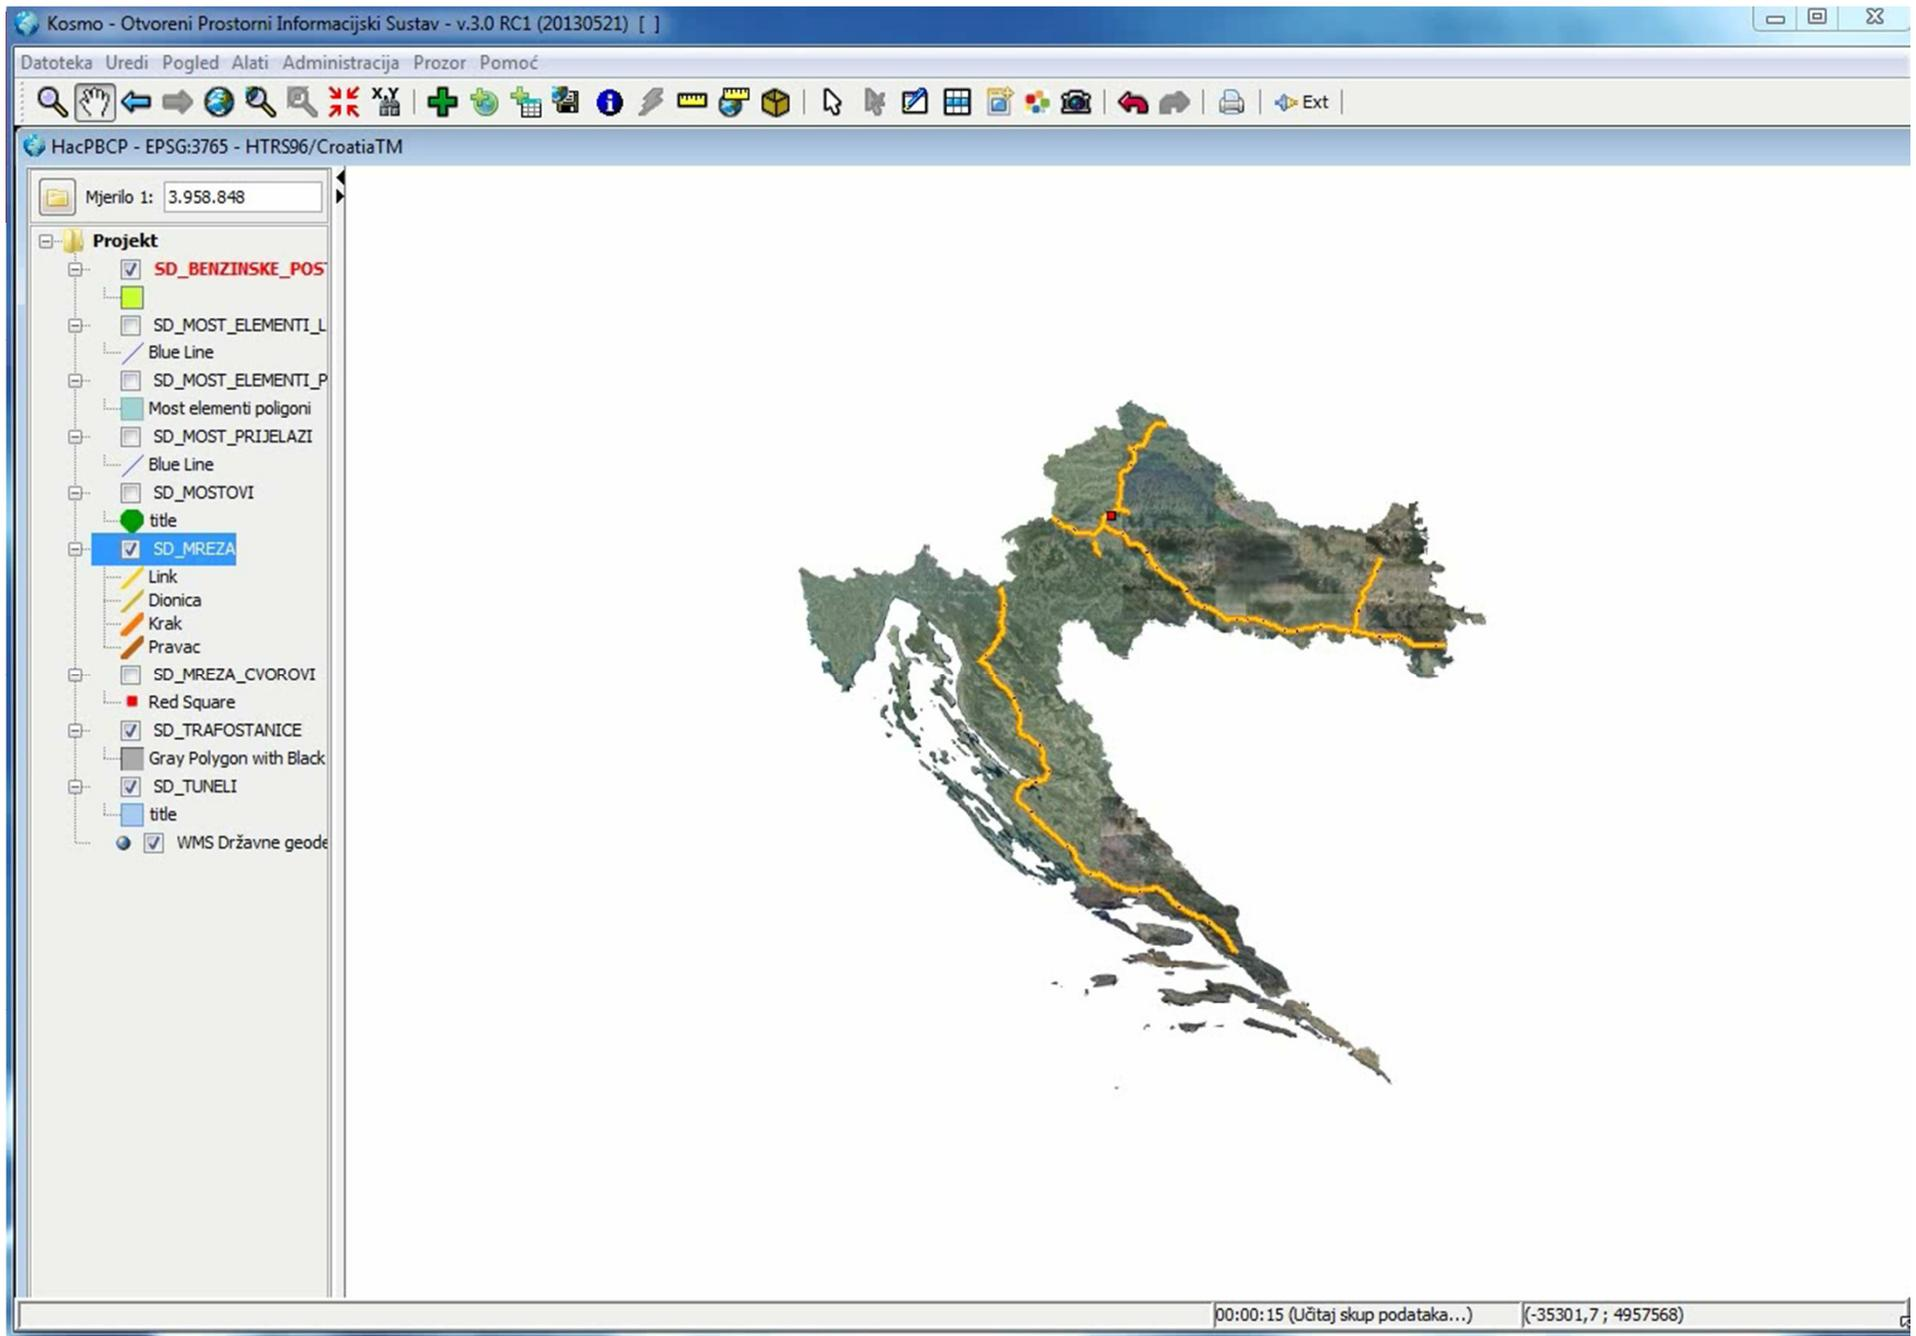 Kosmo - Otvoreni Prostorni Informacijski Sustav - v.3.0 RC1 (20130521) [ ]
Datoteka Uredi Pogled Alati Administracija Prozor Pomoć
X,Y Ext
HacPBCP - EPSG:3765 - HTRS96/CroatiaTM
Mjerilo 1: 3.958.848
Projekt
SD_BENZINSKE_POS
SD_MOST_ELEMENTI_L
Blue Line
SD_MOST_ELEMENTI_P
Most elementi poligoni
SD_MOST_PRIJELAZI
Blue Line
SD_MOSTOVI
title
SD_MREZA
Link
Dionica
Krak
Pravac
SD_MREZA_CVOROVI
Red Square
SD_TRAFOSTANICE
Gray Polygon with Black
SD_TUNELI
title
WMS Državne geode
00:00:15 (Učitaj skup podataka...) (-35301,7 ; 4957568)